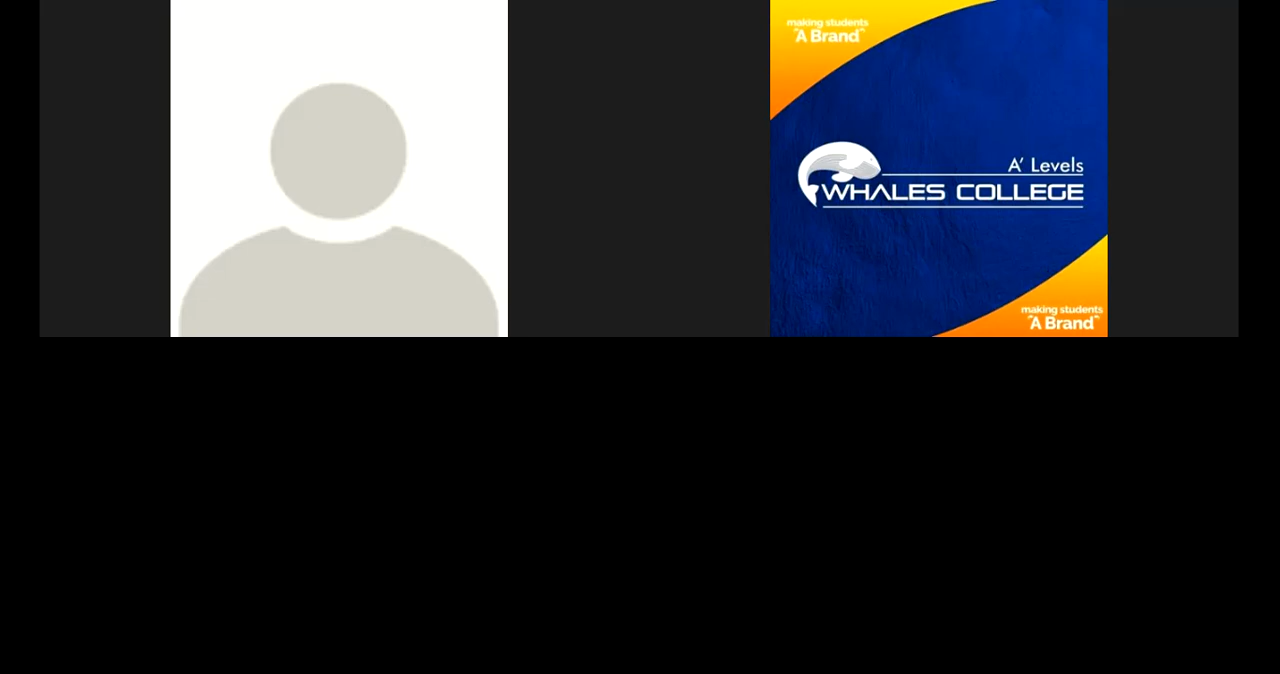 making students
"A Brand"
A' Levels
WHALES COLLEGE
making students
"A Brand"